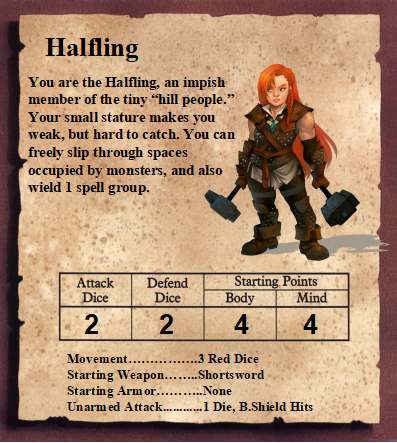 Halfling
You are the Halfling, an impish
member of the tiny “hill people.”
Your small stature makes you
weak, but hard to catch. You can
freely slip through spaces
occupied by monsters, and also
wield 1 spell group.
Attack Dice Defend Dice Starting Points
Body Mind
2 2 4 4
Movement…………….3 Red Dice
Starting Weapon……..Shortsword
Starting Armor………..None
Unarmed Attack............1 Die, B.Shield Hits